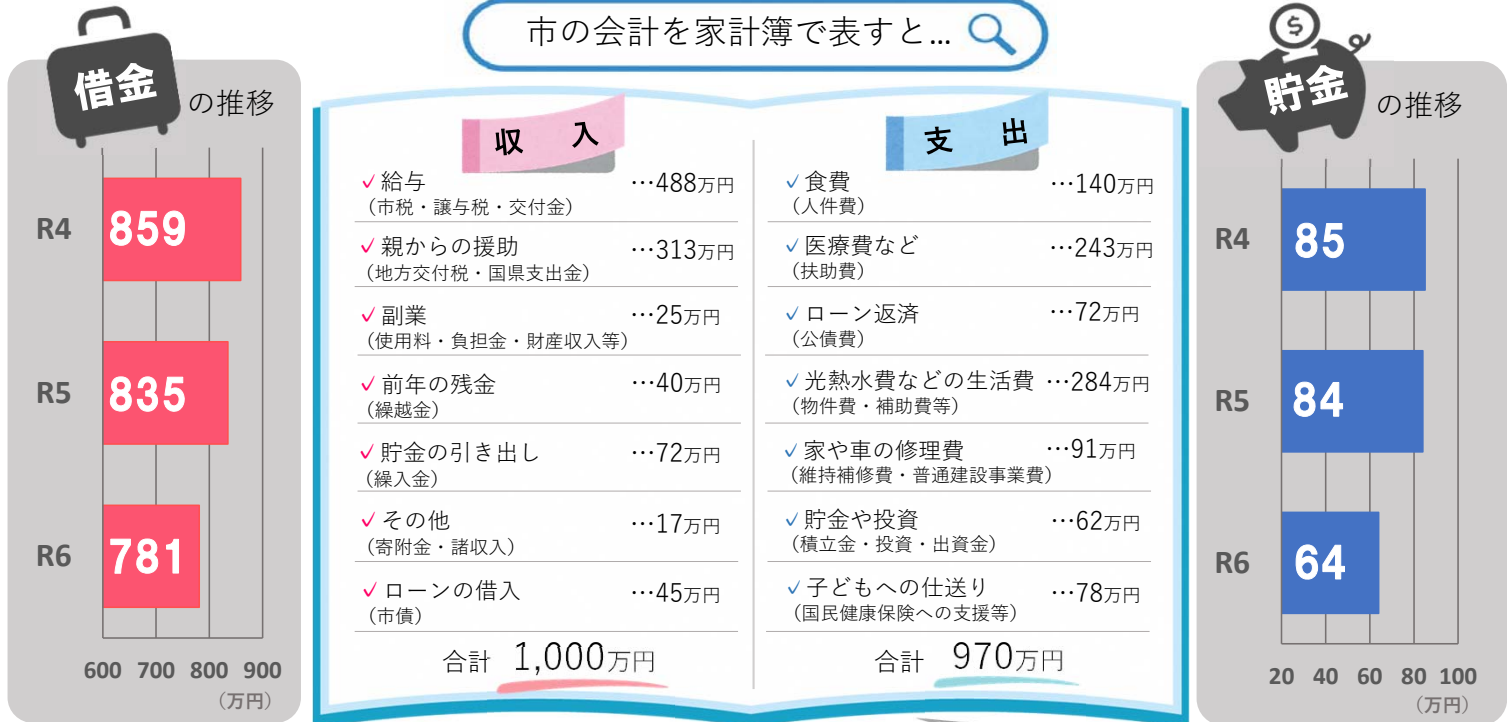 市の会計を家計簿で表すと...
借金
の推移
R4
859
R5
835
R6
781
600 700 800 900
（万円）
収 入
✓給与 …488万円
（市税・譲与税・交付金）
✓親からの援助 …313万円
（地方交付税・国県支出金）
✓副業 …25万円
（使用料・負担金・財産収入等）
✓前年の残金 …40万円
（繰越金）
✓貯金の引き出し …72万円
（繰入金）
✓その他 …17万円
（寄附金・諸収入）
✓ローンの借入 …45万円
（市債）
合計 1,000万円
支 出
✓食費 …140万円
（人件費）
✓医療費など …243万円
（扶助費）
✓ローン返済 …72万円
（公債費）
✓光熱水費などの生活費 …284万円
（物件費・補助費等）
✓家や車の修理費 …91万円
（維持補修費・普通建設事業費）
✓貯金や投資 …62万円
（積立金・投資・出資金）
✓子どもへの仕送り …78万円
（国民健康保険への支援等）
合計 970万円
$
貯金
の推移
R4
85
R5
84
R6
64
20 40 60 80 100
（万円）